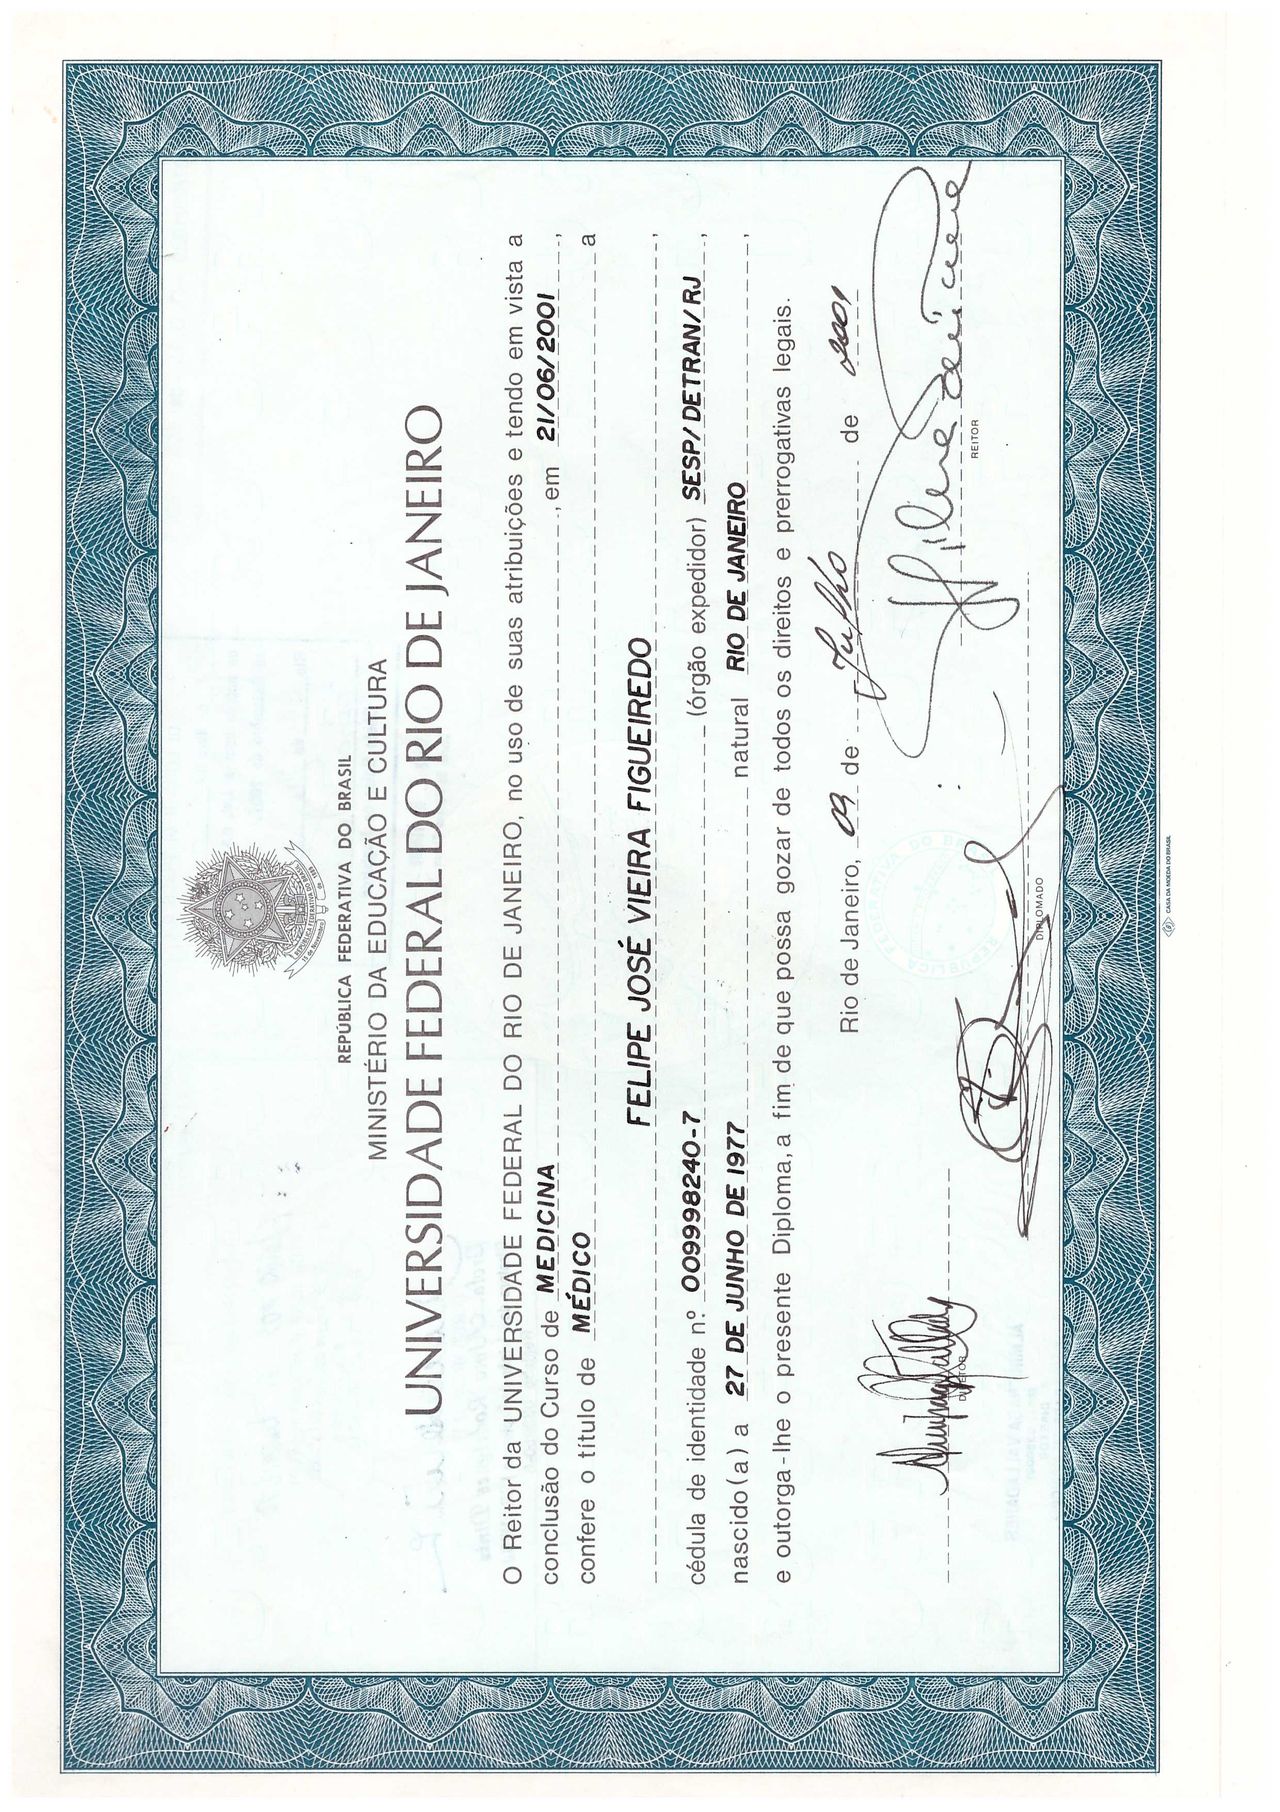 REPÚBLICA FEDERATIVA DO BRASIL
MINISTÉRIO DA EDUCAÇÃO E CULTURA
UNIVERSIDADE FEDERAL DO RIO DE JANEIRO
O Reitor da UNIVERSIDADE FEDERAL DO RIO DE JANEIRO, no uso de suas atribuições e tendo em vista a
conclusão do Curso de MEDICINA, em 21/06/2001,
confere o título de MÉDICO a
FELIPE JOSÉ VIEIRA FIGUEIREDO,
cédula de identidade n.º 009998240-7 (órgão expedidor) SESP/DETRAN/RJ,
nascido(a) a 27 DE JUNHO DE 1977 natural RIO DE JANEIRO,
e outorga-lhe o presente Diploma, a fim de que possa gozar de todos os direitos e prerrogativas legais.
Rio de Janeiro, 09 de Julho de 2001
DIRETOR
DIPLOMADO
REITOR
CASA DA MOEDA DO BRASIL